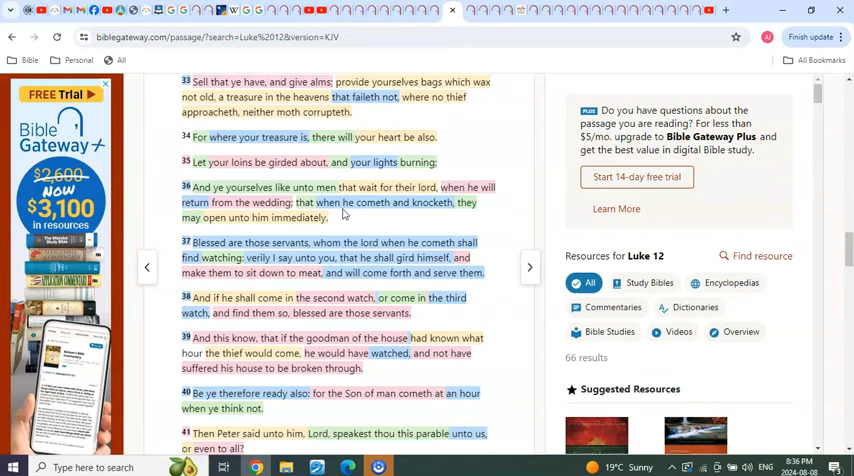 biblegateway.com/passage/?search=Luke%2012&version=KJV
AI
Finish update
Bible
Personal
All
All Bookmarks
FREE Trial
Bible
Gateway+
$2,600
NOW
$3,100
in resources
33 Sell that ye have, and give alms; provide yourselves bags which wax
not old, a treasure in the heavens that faileth not, where no thief
approacheth, neither moth corrupteth.
34 For where your treasure is, there will your heart be also.
35 Let your loins be girded about, and your lights burning;
36 And ye yourselves like unto men that wait for their lord, when he will
return from the wedding; that when he cometh and knocketh, they
may open unto him immediately.
37 Blessed are those servants, whom the lord when he cometh shall
find watching: verily I say unto you, that he shall gird himself, and
make them to sit down to meat, and will come forth and serve them.
38 And if he shall come in the second watch, or come in the third
watch, and find them so, blessed are those servants.
39 And this know, that if the goodman of the house had known what
hour the thief would come, he would have watched, and not have
suffered his house to be broken through.
40 Be ye therefore ready also: for the Son of man cometh at an hour
when ye think not.
41 Then Peter said unto him, Lord, speakest thou this parable unto us,
or even to all?
PLUS Do you have questions about the
passage you are reading? For less than
$5/mo. upgrade to Bible Gateway Plus and
get the best value in digital Bible study.
Start 14-day free trial
Learn More
Resources for Luke 12
Find resource
All
Study Bibles
Encyclopedias
Commentaries
Dictionaries
Bible Studies
Videos
Overview
66 results
Suggested Resources
Type here to search
19°C Sunny
ENG
8:36 PM
2024-08-08
3